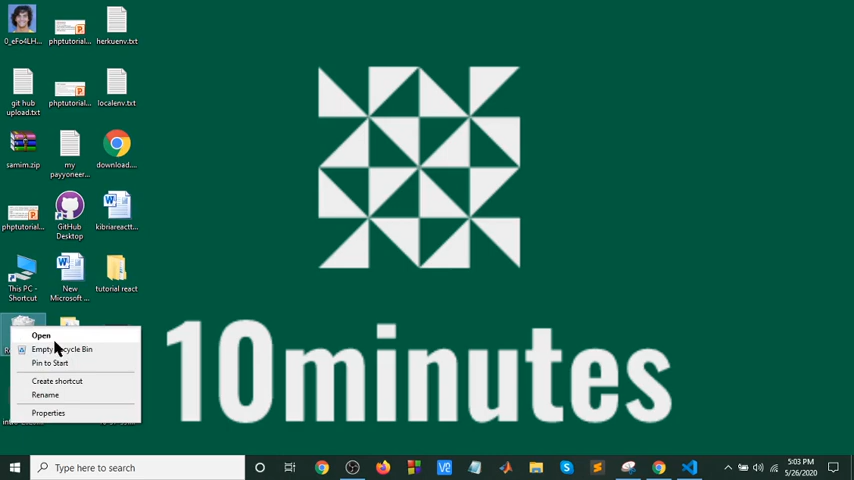 0_eFo4LH...
phptutorial...
herkuenv.txt
git hub
upload.txt
phptutorial...
localenv.txt
samim.zip
my
payyoneer...
download....
phptutorial...
GitHub
Desktop
kibriareactt...
This PC -
Shortcut
New
Microsoft ...
tutorial react
Open
Empty Recycle Bin
Pin to Start
Create shortcut
Rename
Properties
10minutes
Type here to search
5:03 PM
5/26/2020